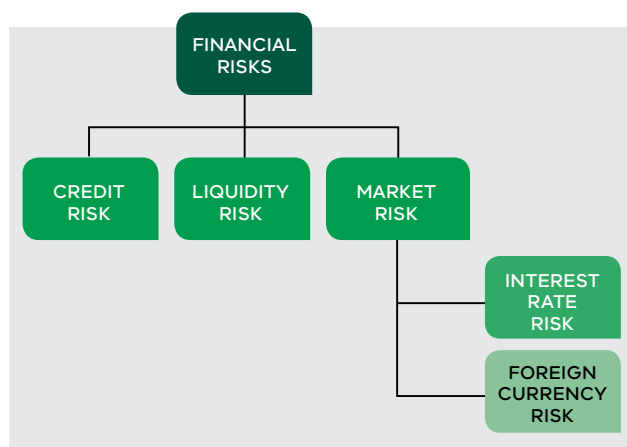 FINANCIAL
RISKS
CREDIT
RISK
LIQUIDITY
RISK
MARKET
RISK
INTEREST
RATE
RISK
FOREIGN
CURRENCY
RISK